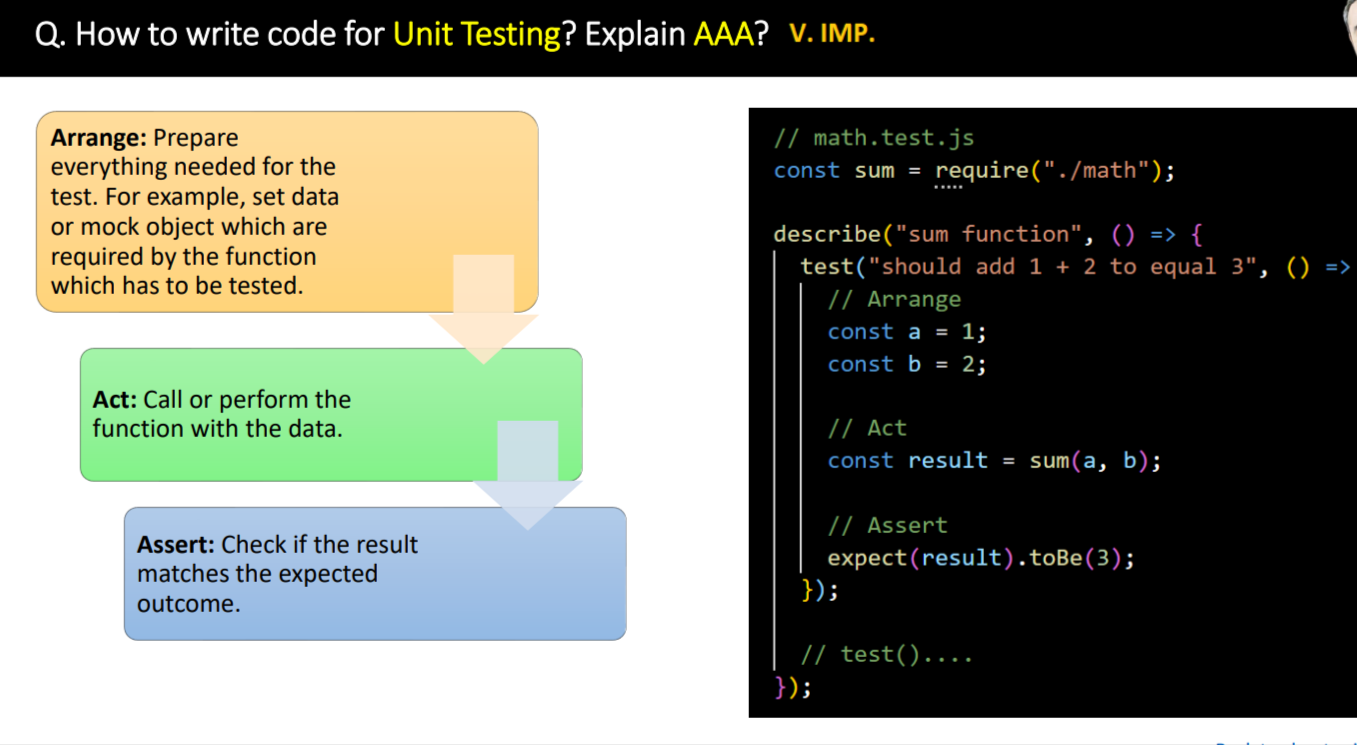 Q. How to write code for Unit Testing? Explain AAA? V. IMP.
Arrange: Prepare
everything needed for the
test. For example, set data
or mock object which are
required by the function
which has to be tested.
Act: Call or perform the
function with the data.
Assert: Check if the result
matches the expected
outcome.
// math.test.js
const sum = require("./math");
describe("sum function", () => {
test("should add 1 + 2 to equal 3", () =>
// Arrange
const a = 1;
const b = 2;
// Act
const result = sum(a, b);
// Assert
expect(result).toBe(3);
});
// test()....
});